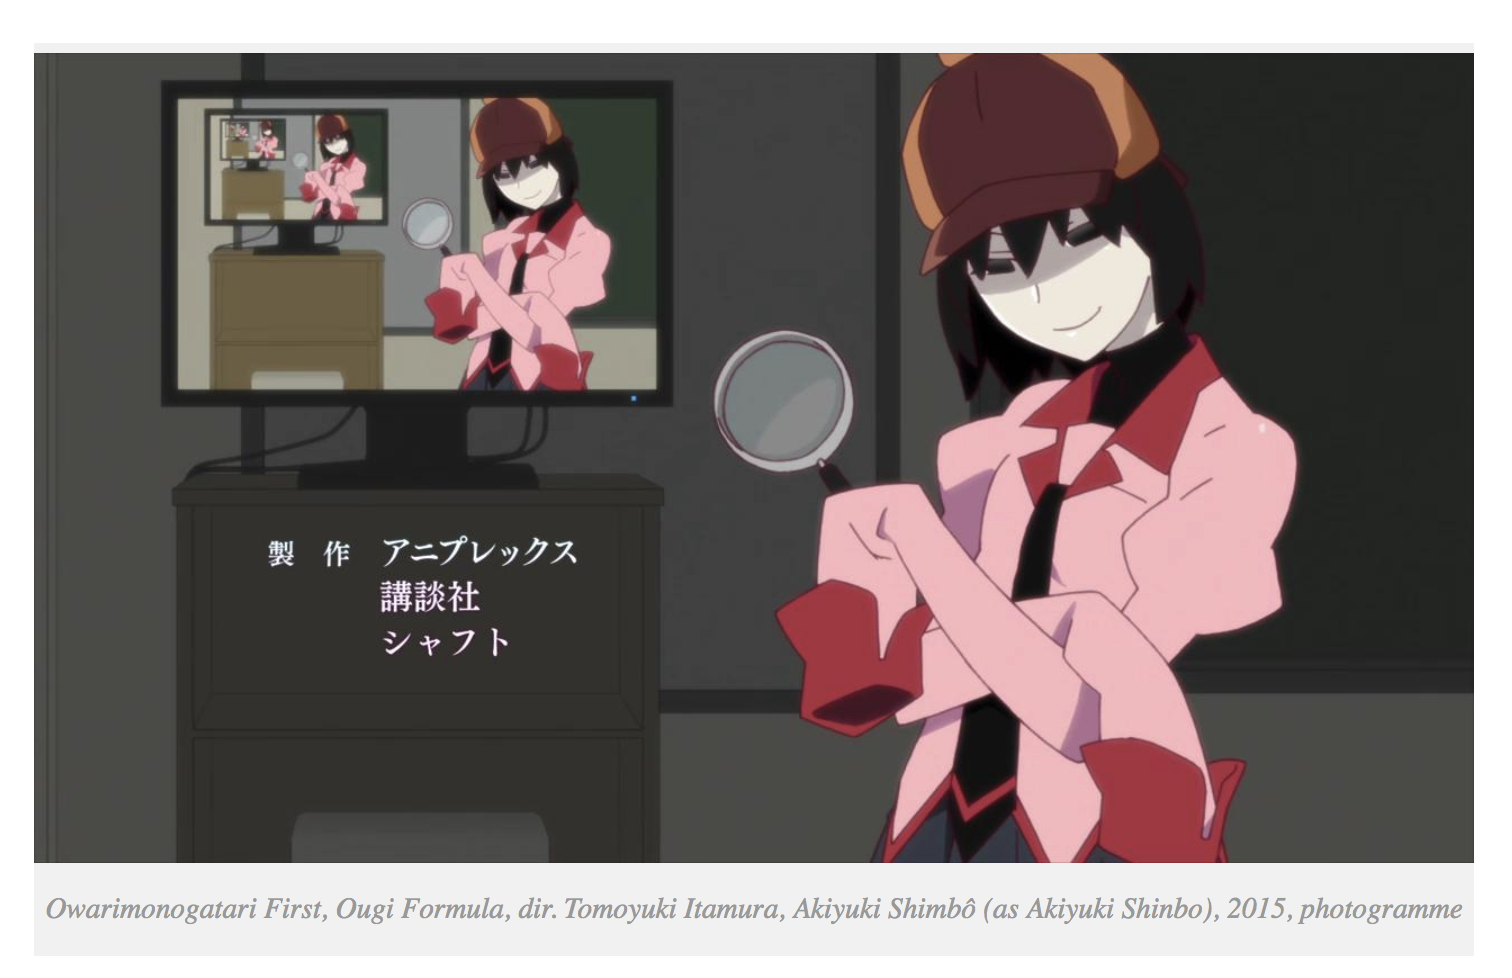 製 作 アニプレックス
講談社
シャフト
Owarimonogatari First, Ougi Formula, dir. Tomoyuki Itamura, Akiyuki Shimbô (as Akiyuki Shinbo), 2015, photogramme